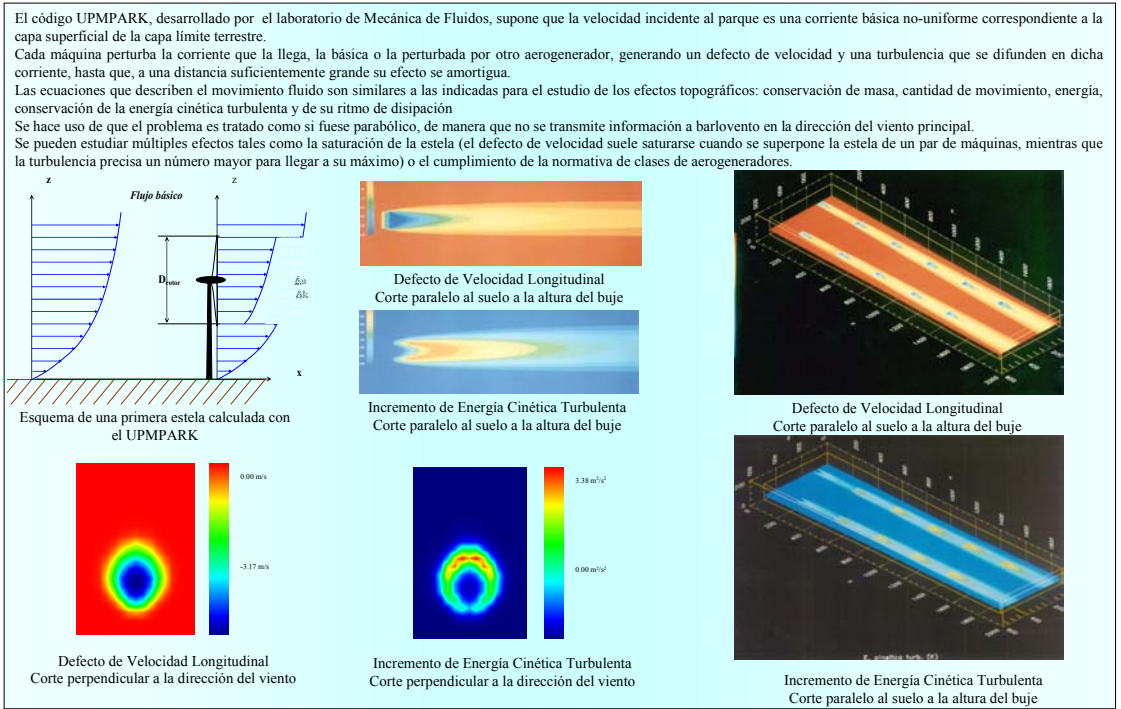 El código UPMPARK, desarrollado por el laboratorio de Mecánica de Fluidos, supone que la velocidad incidente al parque es una corriente básica no-uniforme correspondiente a la
capa superficial de la capa límite terrestre.
Cada máquina perturba la corriente que la llega, la básica o la perturbada por otro aerogenerador, generando un defecto de velocidad y una turbulencia que se difunden en dicha
corriente, hasta que, a una distancia suficientemente grande su efecto se amortigua.
Las ecuaciones que describen el movimiento fluido son similares a las indicadas para el estudio de los efectos topográficos: conservación de masa, cantidad de movimiento, energía,
conservación de la energía cinética turbulenta y de su ritmo de disipación
Se hace uso de que el problema es tratado como si fuese parabólico, de manera que no se transmite información a barlovento en la dirección del viento principal.
Se pueden estudiar múltiples efectos tales como la saturación de la estela (el defecto de velocidad suele saturarse cuando se superpone la estela de un par de máquinas, mientras que
la turbulencia precisa un número mayor para llegar a su máximo) o el cumplimiento de la normativa de clases de aerogeneradores.
z
Flujo básico
z
D rotor
x
Esquema de una primera estela calculada con
el UPMPARK
Defecto de Velocidad Longitudinal
Corte paralelo al suelo a la altura del buje
Incremento de Energía Cinética Turbulenta
Corte paralelo al suelo a la altura del buje
Defecto de Velocidad Longitudinal
Corte paralelo al suelo a la altura del buje
0.00 m/s
-3.17 m/s
Defecto de Velocidad Longitudinal
Corte perpendicular a la dirección del viento
3.38 m²/s²
0.00 m²/s²
Incremento de Energía Cinética Turbulenta
Corte perpendicular a la dirección del viento
E. cinetica turb. (K)
Incremento de Energía Cinética Turbulenta
Corte paralelo al suelo a la altura del buje